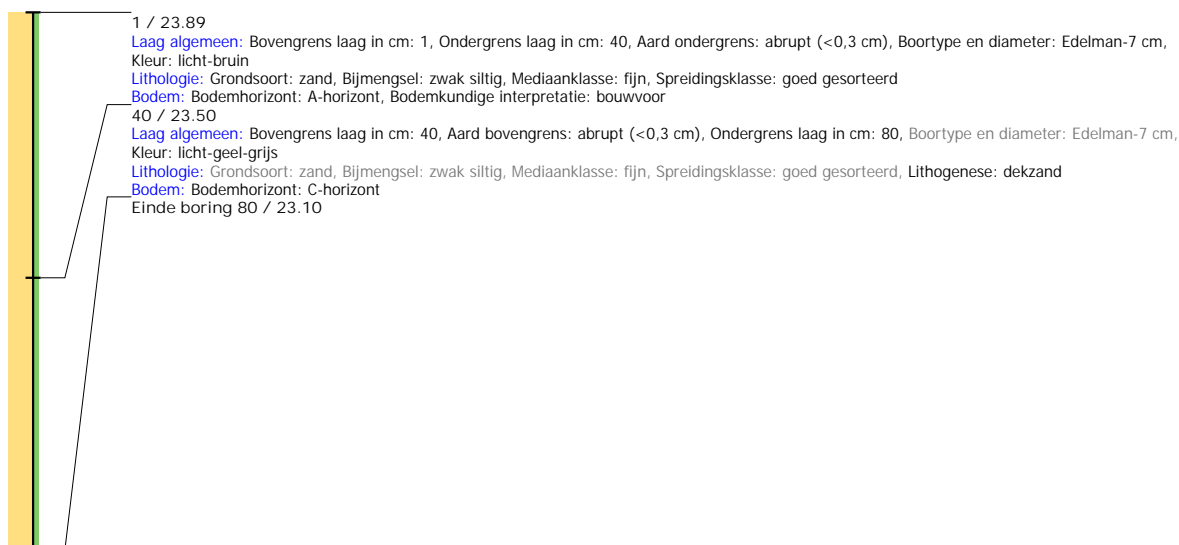 1 / 23.89
Laag algemeen: Bovengrens laag in cm: 1, Ondergrens laag in cm: 40, Aard ondergrens: abrupt (<0,3 cm), Boortype en diameter: Edelman-7 cm,
Kleur: licht-bruin
Lithologie: Grondsoort: zand, Bijmengsel: zwak siltig, Mediaanklasse: fijn, Spreidingsklasse: goed gesorteerd
Bodem: Bodemhorizont: A-horizont, Bodemkundige interpretatie: bouwvoor
40 / 23.50
Laag algemeen: Bovengrens laag in cm: 40, Aard bovengrens: abrupt (<0,3 cm), Ondergrens laag in cm: 80, Boortype en diameter: Edelman-7 cm,
Kleur: licht-geel-grijs
Lithologie: Grondsoort: zand, Bijmengsel: zwak siltig, Mediaanklasse: fijn, Spreidingsklasse: goed gesorteerd, Lithogenese: dekzand
Bodem: Bodemhorizont: C-horizont
Einde boring 80 / 23.10